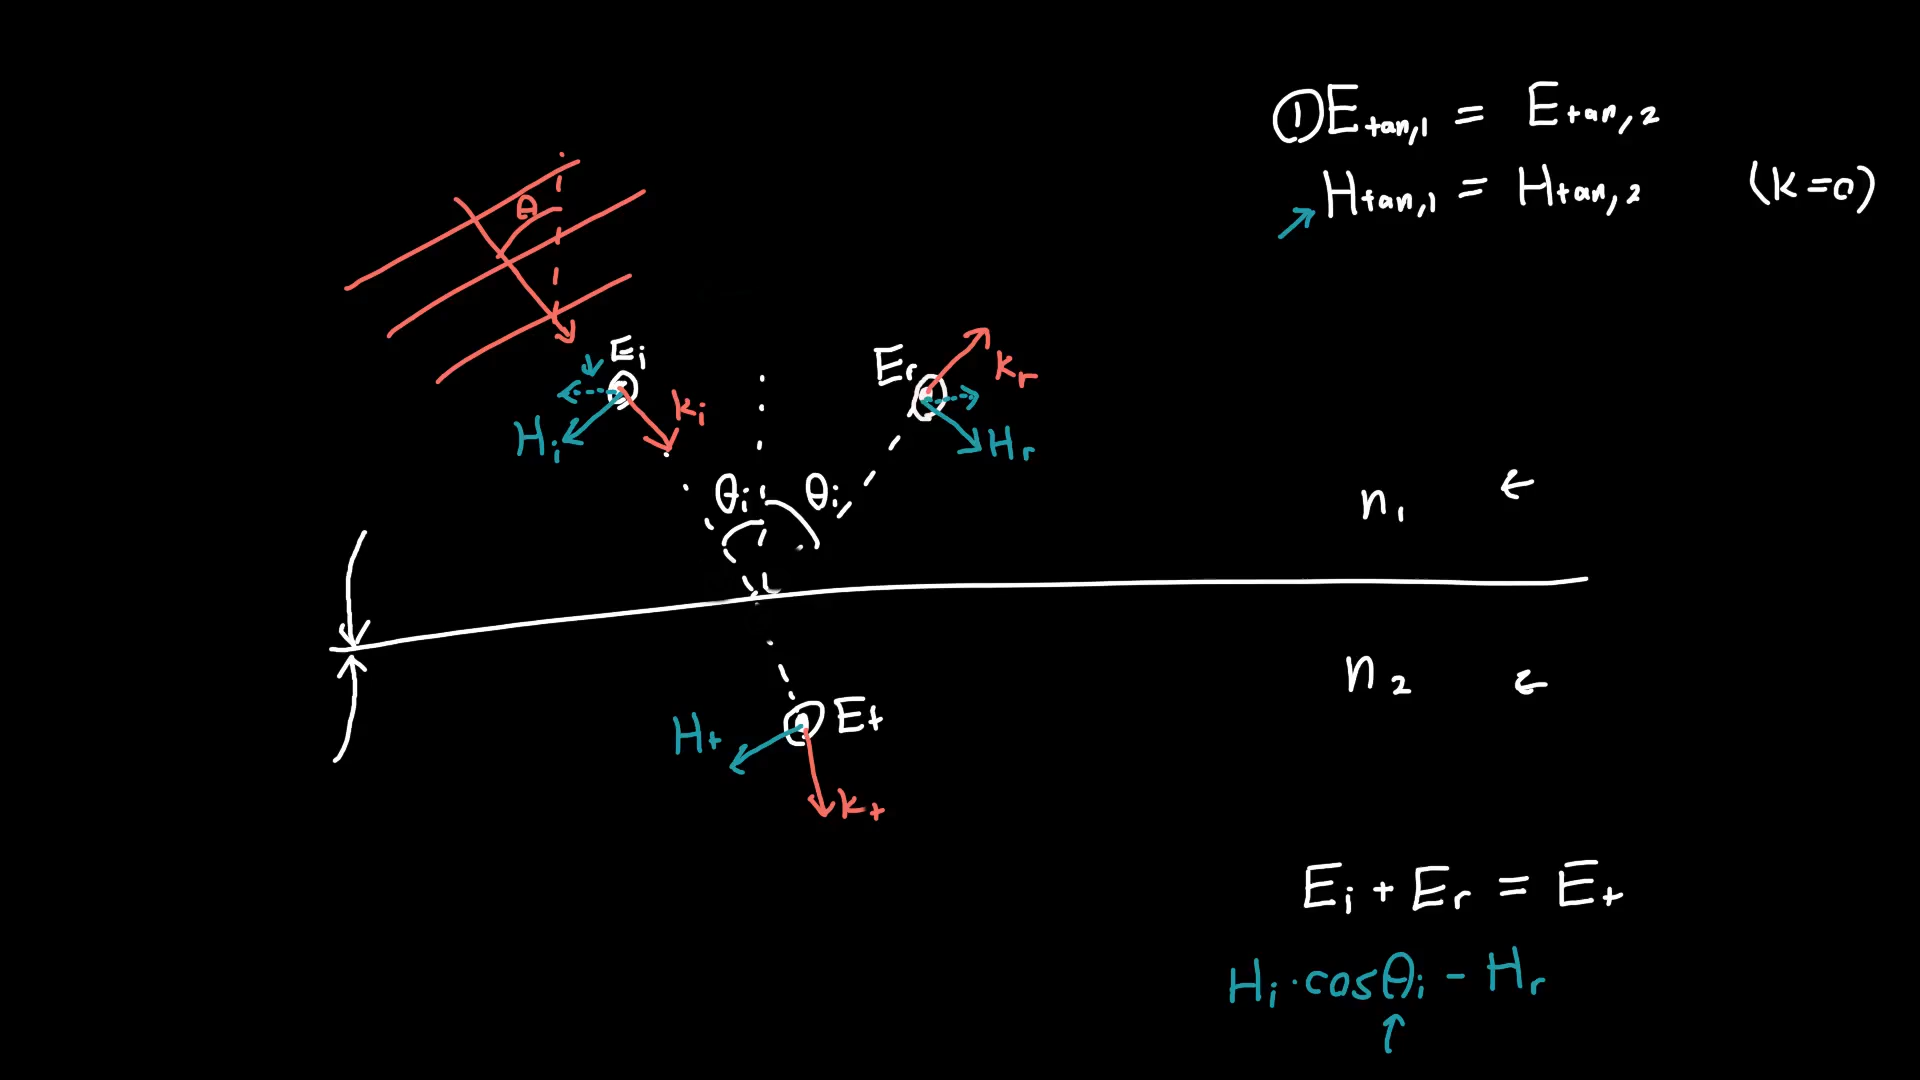 ① E_tan,1 = E_tan,2
H_tan,1 = H_tan,2 (K=0)
θ
E_i
k_i
H_i
E_r
k_r
H_r
θ_i θ_i
n_1 ←
n_2 ←
H_t
E_t
k_t
E_i + E_r = E_t
H_i · cosθ_i - H_r